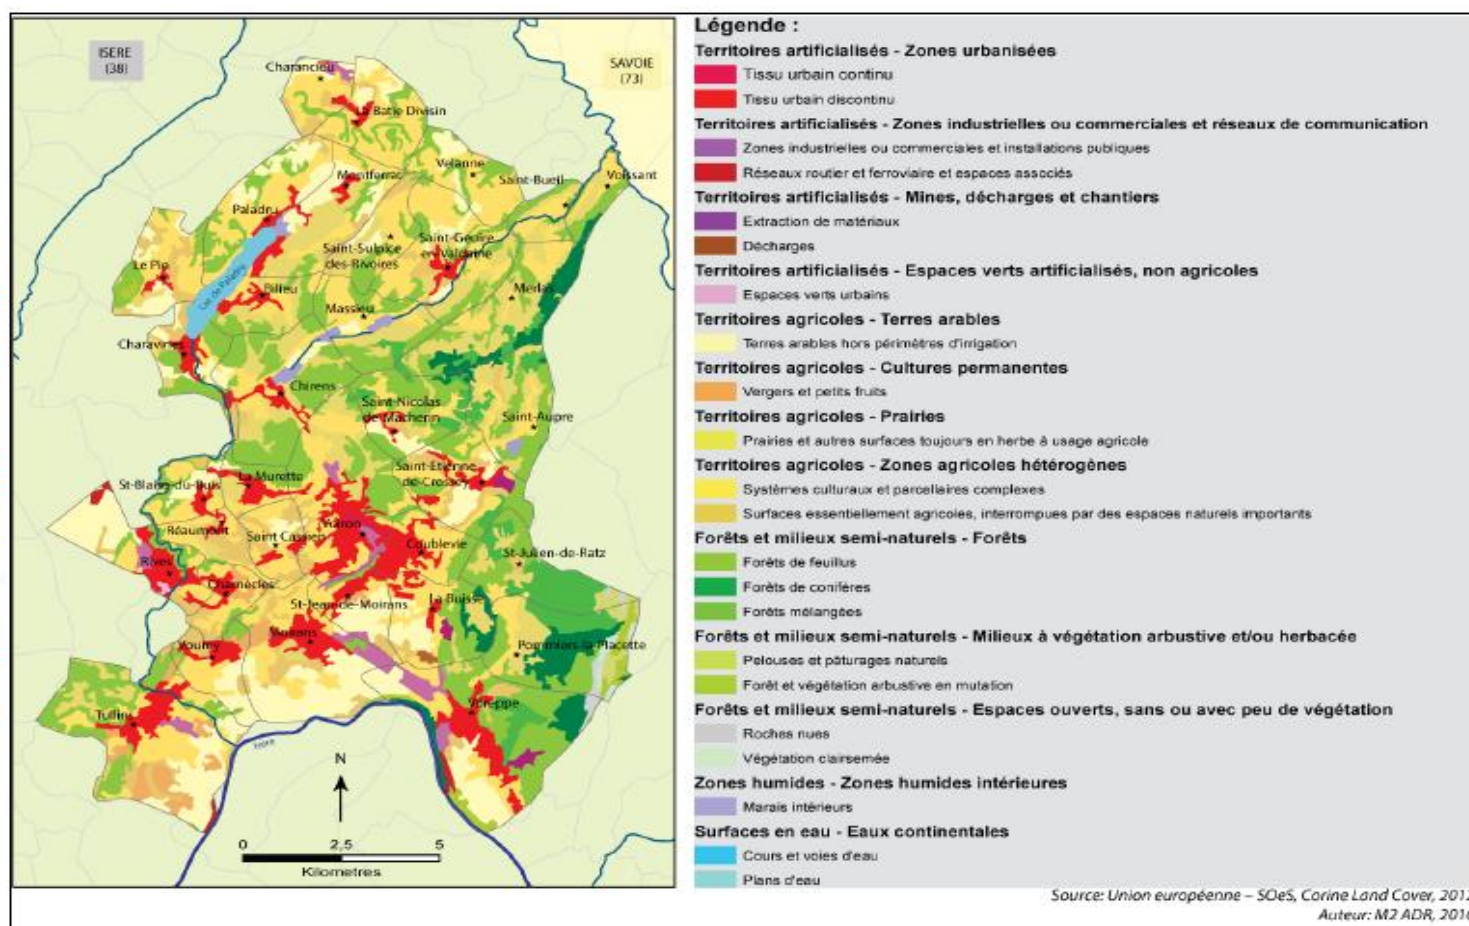 ISERE
(38)
SAVOIE
(73)
Charancieu
La Batie Divisin
Velanne
Saint-Bueil
Voissant
Montferrat
Paladru
Saint-Sulpice
des-Rivoires
Saint-Geoire
en-Valdaine
Le Pin
Lac de Paladru
Bilieu
Merlas
Massieu
Charavines
Chirens
Saint-Nicolas
de-Macherin
Saint-Aupre
Saint-Etienne
de-Crossey
La Murette
St-Blaise-du-Buis
Réaumont
Saint Cassien
Voiron
Coublevie
St-Julien-de-Ratz
Rives
Charnècles
St-Jean-de-Moirans
La Buisse
Moirans
Vourey
Pommiers-la-Placette
Voreppe
Tullins
Isère
N
0 2,5 5
Kilometres
Légende :
Territoires artificialisés - Zones urbanisées
Tissu urbain continu
Tissu urbain discontinu
Territoires artificialisés - Zones industrielles ou commerciales et réseaux de communication
Zones industrielles ou commerciales et installations publiques
Réseaux routier et ferroviaire et espaces associés
Territoires artificialisés - Mines, décharges et chantiers
Extraction de matériaux
Décharges
Territoires artificialisés - Espaces verts artificialisés, non agricoles
Espaces verts urbains
Territoires agricoles - Terres arables
Terres arables hors périmètres d'irrigation
Territoires agricoles - Cultures permanentes
Vergers et petits fruits
Territoires agricoles - Prairies
Prairies et autres surfaces toujours en herbe à usage agricole
Territoires agricoles - Zones agricoles hétérogènes
Systèmes culturaux et parcellaires complexes
Surfaces essentiellement agricoles, interrompues par des espaces naturels importants
Forêts et milieux semi-naturels - Forêts
Forêts de feuillus
Forêts de conifères
Forêts mélangées
Forêts et milieux semi-naturels - Milieux à végétation arbustive et/ou herbacée
Pelouses et pâturages naturels
Forêt et végétation arbustive en mutation
Forêts et milieux semi-naturels - Espaces ouverts, sans ou avec peu de végétation
Roches nues
Végétation clairsemée
Zones humides - Zones humides intérieures
Marais intérieurs
Surfaces en eau - Eaux continentales
Cours et voies d'eau
Plans d'eau
Source: Union européenne – SOeS, Corine Land Cover, 2012
Auteur: M2 ADR, 2016